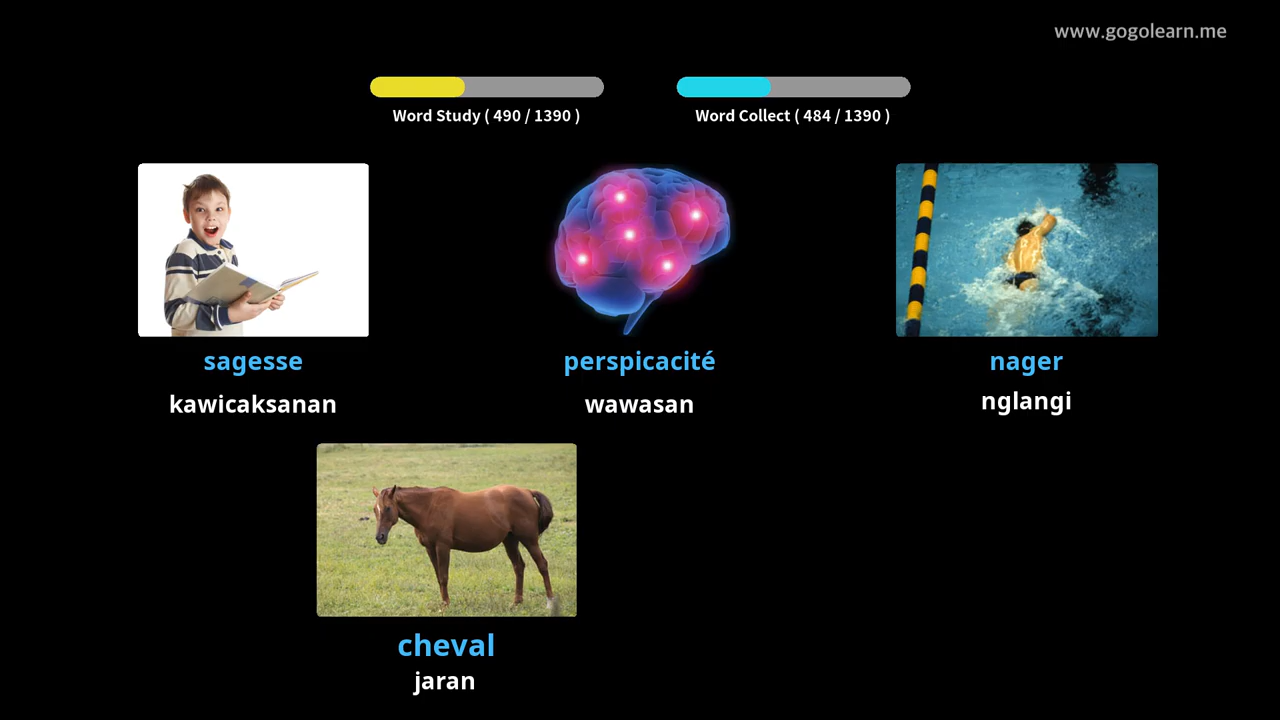 www.gogolearn.me
Word Study ( 490 / 1390 )
Word Collect ( 484 / 1390 )
sagesse
kawicaksanan
perspicacité
wawasan
nager
nglangi
cheval
jaran